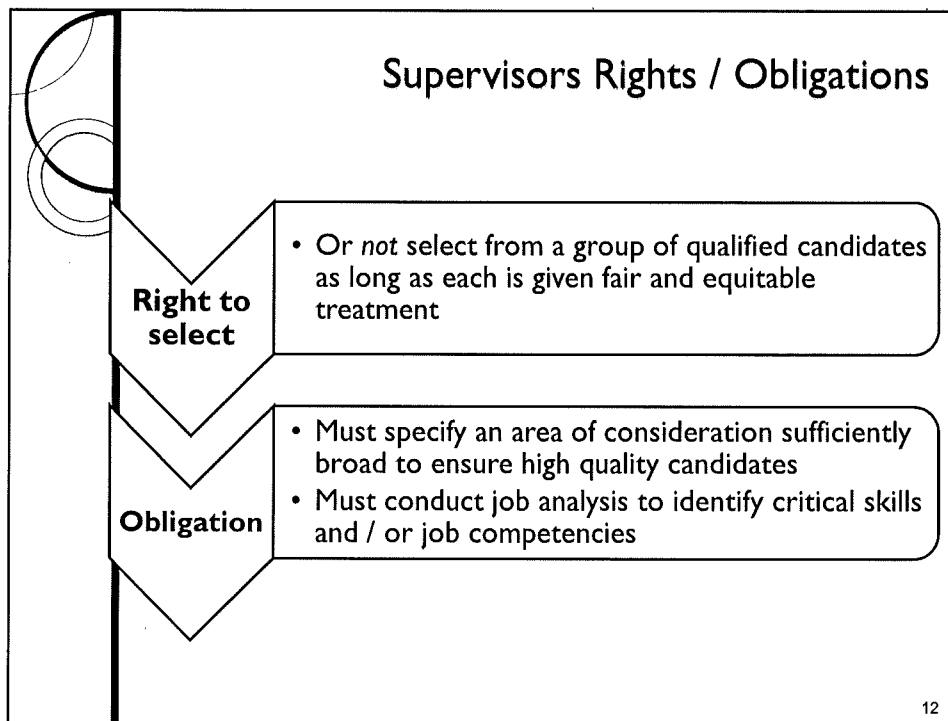 Supervisors Rights / Obligations
Right to
select
• Or not select from a group of qualified candidates
as long as each is given fair and equitable
treatment
Obligation
• Must specify an area of consideration sufficiently
broad to ensure high quality candidates
• Must conduct job analysis to identify critical skills
and / or job competencies
12